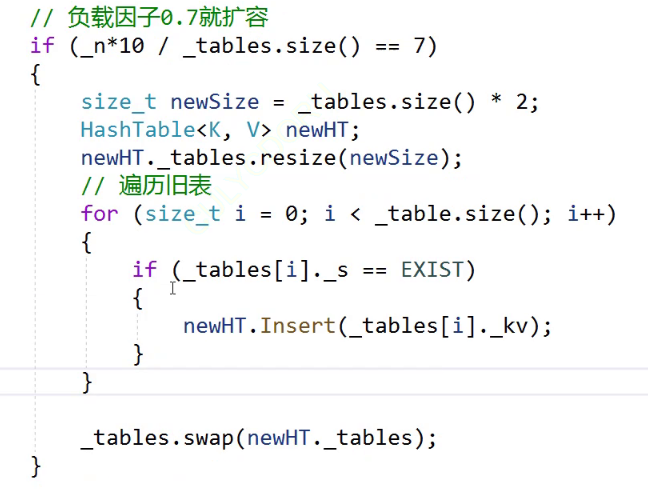 // 负载因子0.7就扩容
if (_n*10 / _tables.size() == 7)
{
size_t newSize = _tables.size() * 2;
HashTable<K, V> newHT;
newHT._tables.resize(newSize);
// 遍历旧表
for (size_t i = 0; i < _table.size(); i++)
{
if (_tables[i]._s == EXIST)
{
newHT.Insert(_tables[i]._kv);
}
}
_tables.swap(newHT._tables);
}